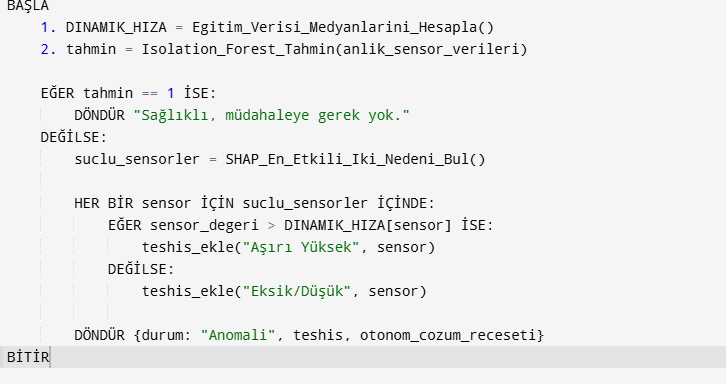 BAŞLA
1. DINAMIK_HIZA = Egitim_Verisi_Medyanlarini_Hesapla()
2. tahmin = Isolation_Forest_Tahmin(anlik_sensor_verileri)
EĞER tahmin == 1 İSE:
DÖNDÜR "Sağlıklı, müdahaleye gerek yok."
DEĞİLSE:
suclu_sensorler = SHAP_En_Etkili_Iki_Nedeni_Bul()
HER BİR sensor İÇİN suclu_sensorler İÇİNDE:
EĞER sensor_degeri > DINAMIK_HIZA[sensor] İSE:
teshis_ekle("Aşırı Yüksek", sensor)
DEĞİLSE:
teshis_ekle("Eksik/Düşük", sensor)
DÖNDÜR {durum: "Anomali", teshis, otonom_cozum_receseti}
BİTİR